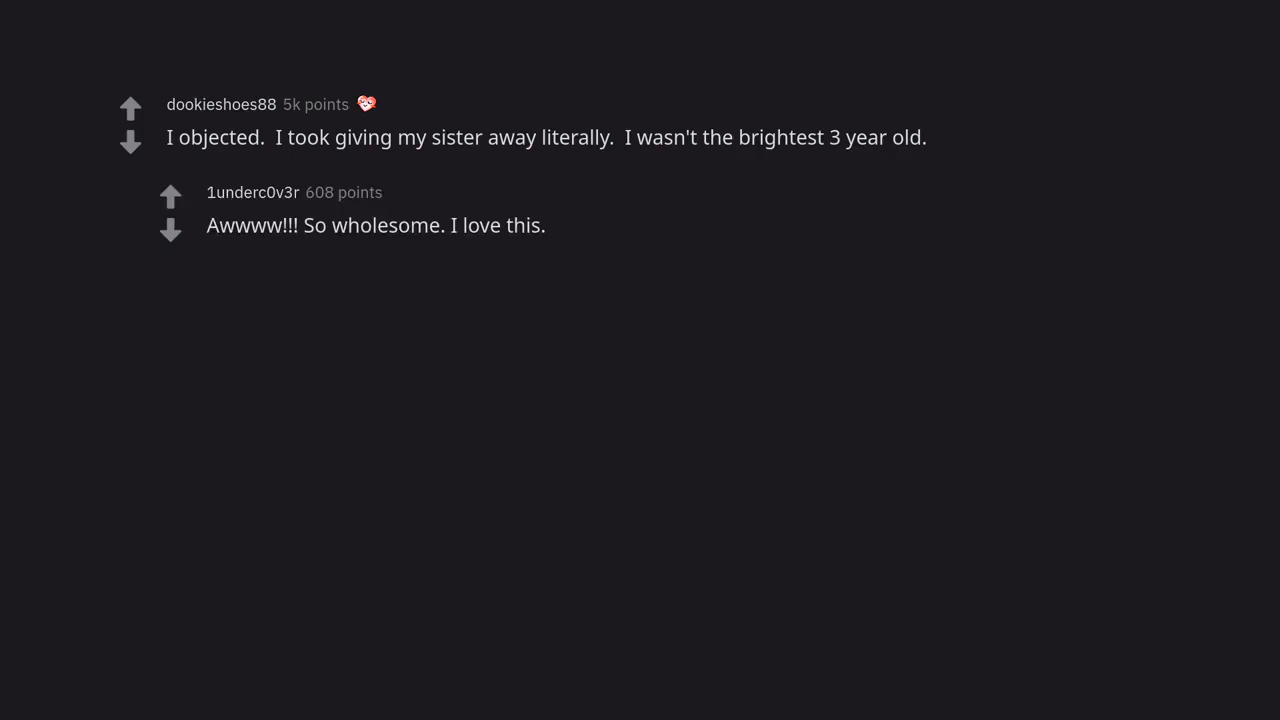 dookieshoes88 5k points
I objected.  I took giving my sister away literally.  I wasn't the brightest 3 year old.
1underc0v3r 608 points
Awwww!!! So wholesome. I love this.